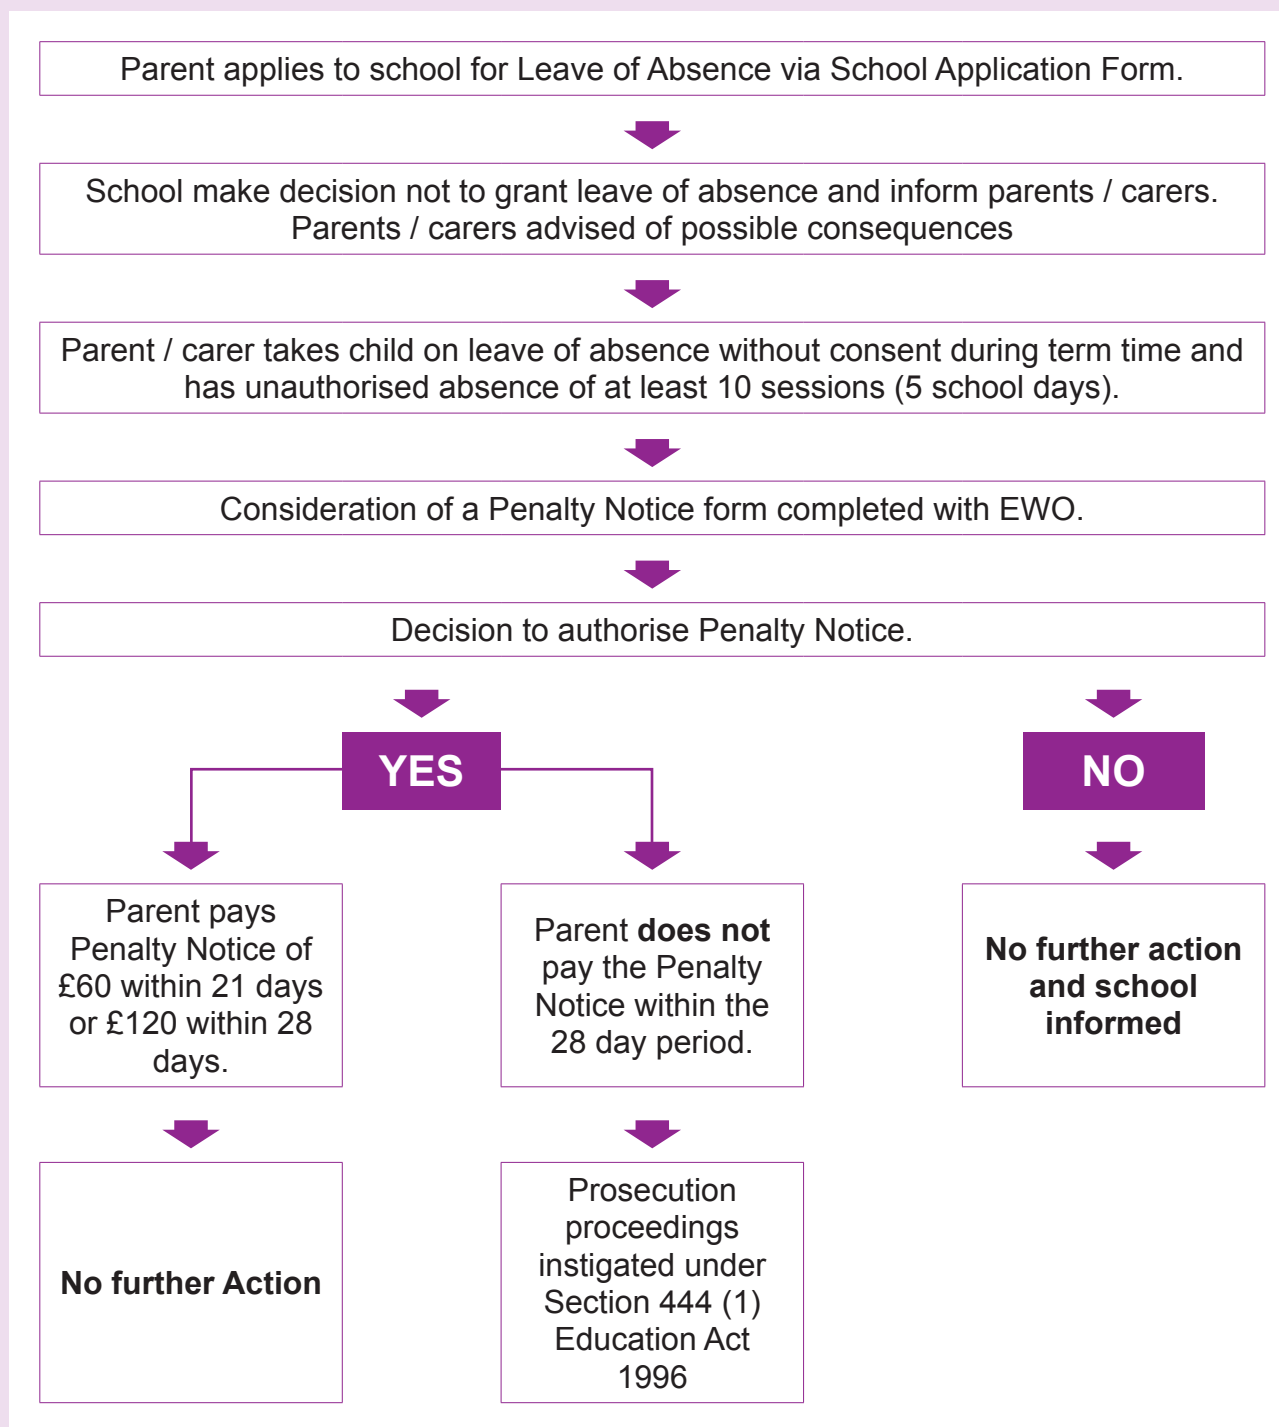 Parent applies to school for Leave of Absence via School Application Form.
School make decision not to grant leave of absence and inform parents / carers.
Parents / carers advised of possible consequences
Parent / carer takes child on leave of absence without consent during term time and
has unauthorised absence of at least 10 sessions (5 school days).
Consideration of a Penalty Notice form completed with EWO.
Decision to authorise Penalty Notice.
YES
NO
Parent pays
Penalty Notice of
£60 within 21 days
or £120 within 28
days.
Parent does not
pay the Penalty
Notice within the
28 day period.
No further action
and school
informed
No further Action
Prosecution
proceedings
instigated under
Section 444 (1)
Education Act
1996